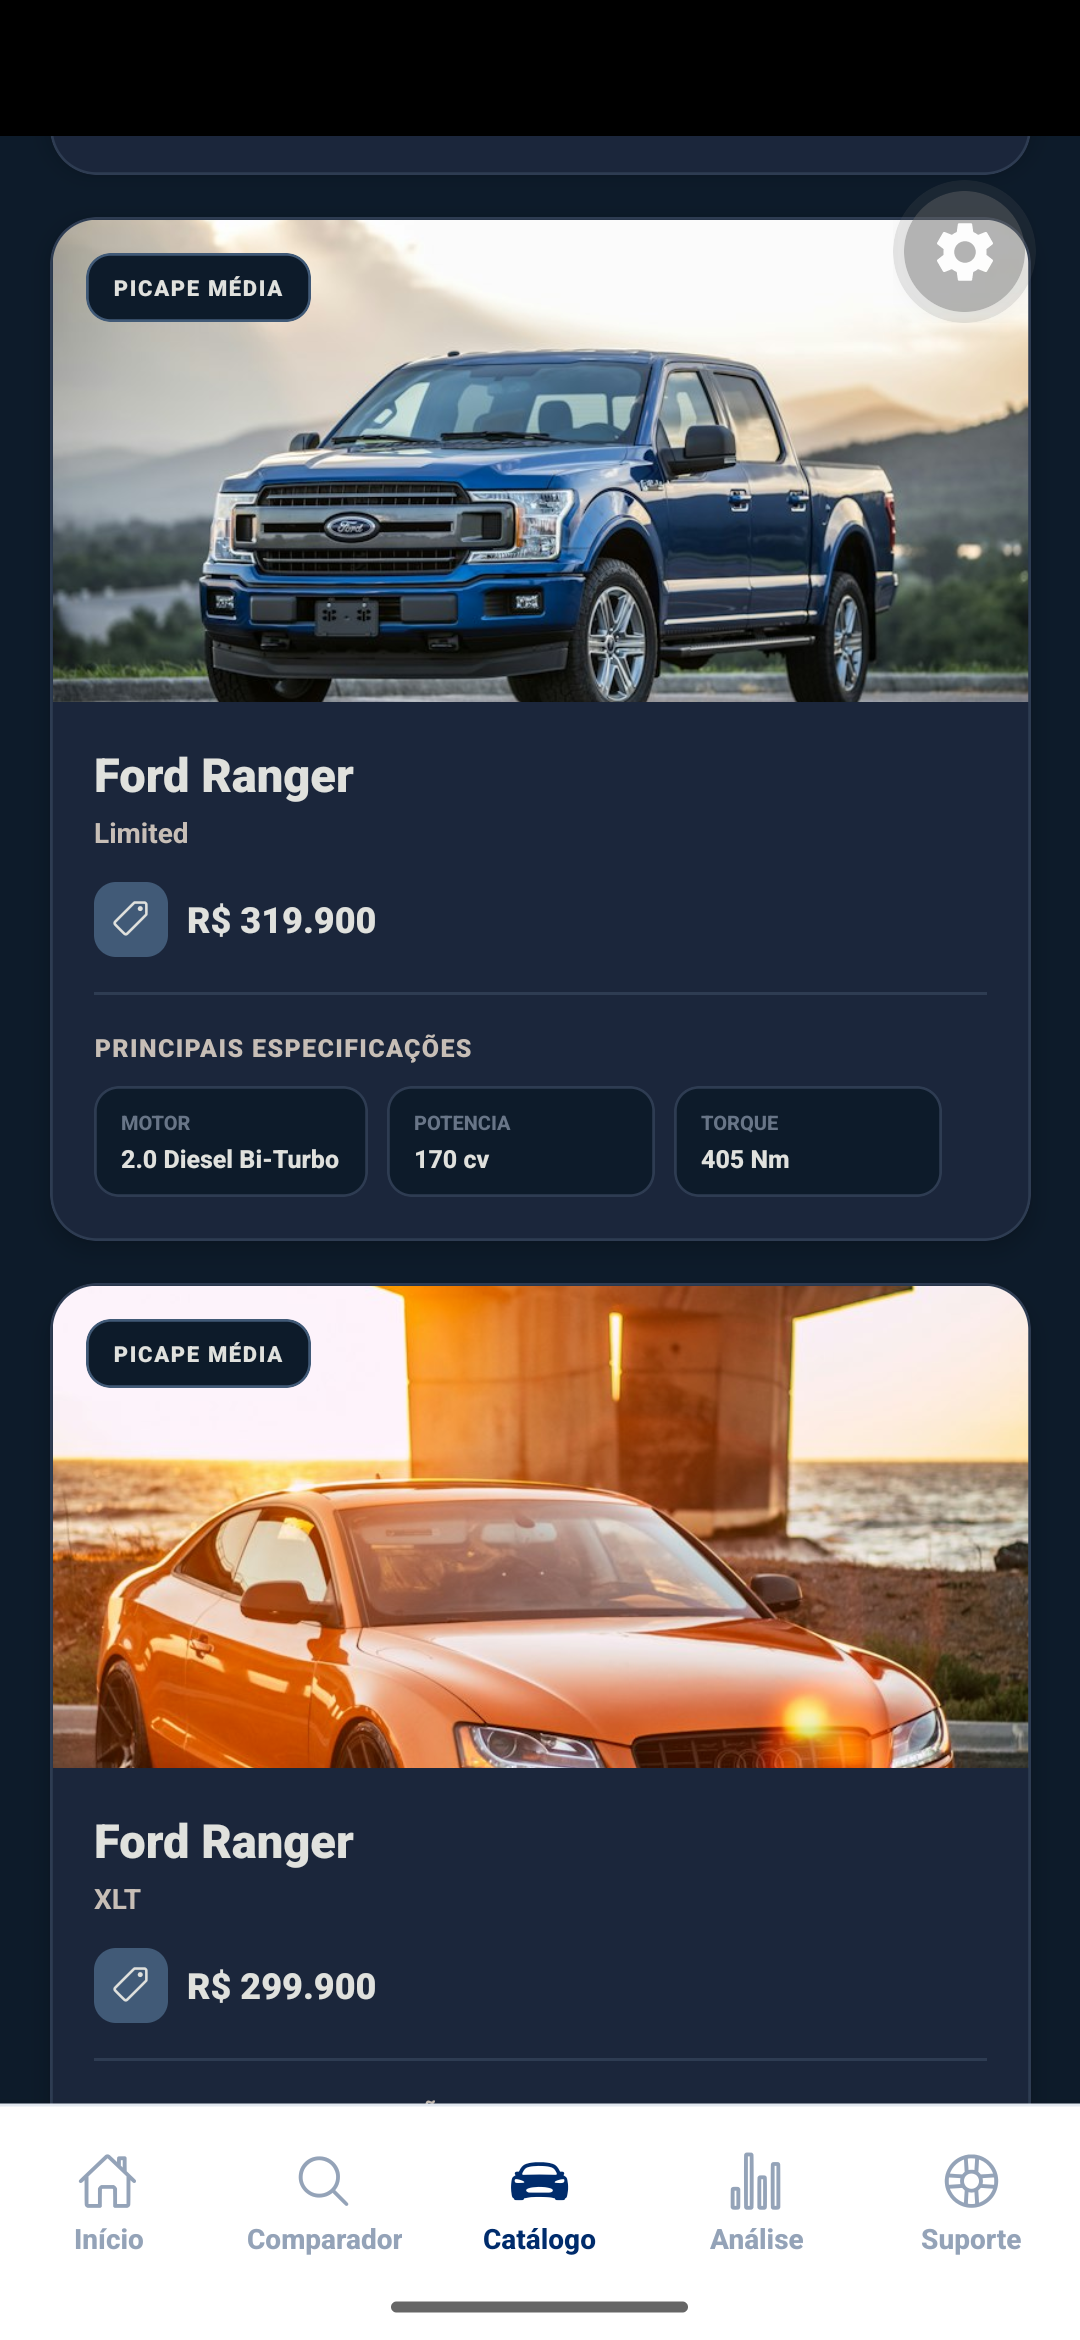 PICAPE MÉDIA
Ford
Ford Ranger
Limited
R$ 319.900
PRINCIPAIS ESPECIFICAÇÕES
MOTOR
2.0 Diesel Bi-Turbo
POTENCIA
170 cv
TORQUE
405 Nm
PICAPE MÉDIA
Ford Ranger
XLT
R$ 299.900
Início
Comparador
Catálogo
Análise
Suporte